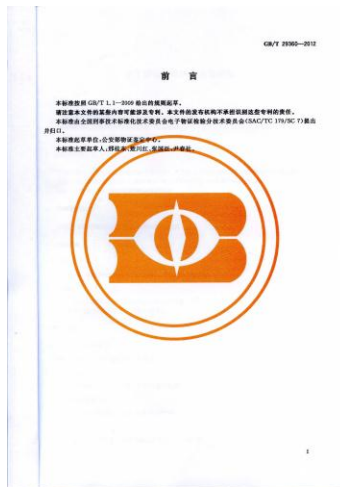 GB/T 29360—2012
前 言
本标准按照 GB/T 1.1—2009 给出的规则起草。
请注意本文件的某些内容可能涉及专利。本文件的发布机构不承担识别这些专利的责任。
本标准由全国刑事技术标准化技术委员会电子物证检验分技术委员会(SAC/TC 179/SC 7)提出
并归口。
本标准起草单位:公安部物证鉴定中心。
本标准主要起草人:
I